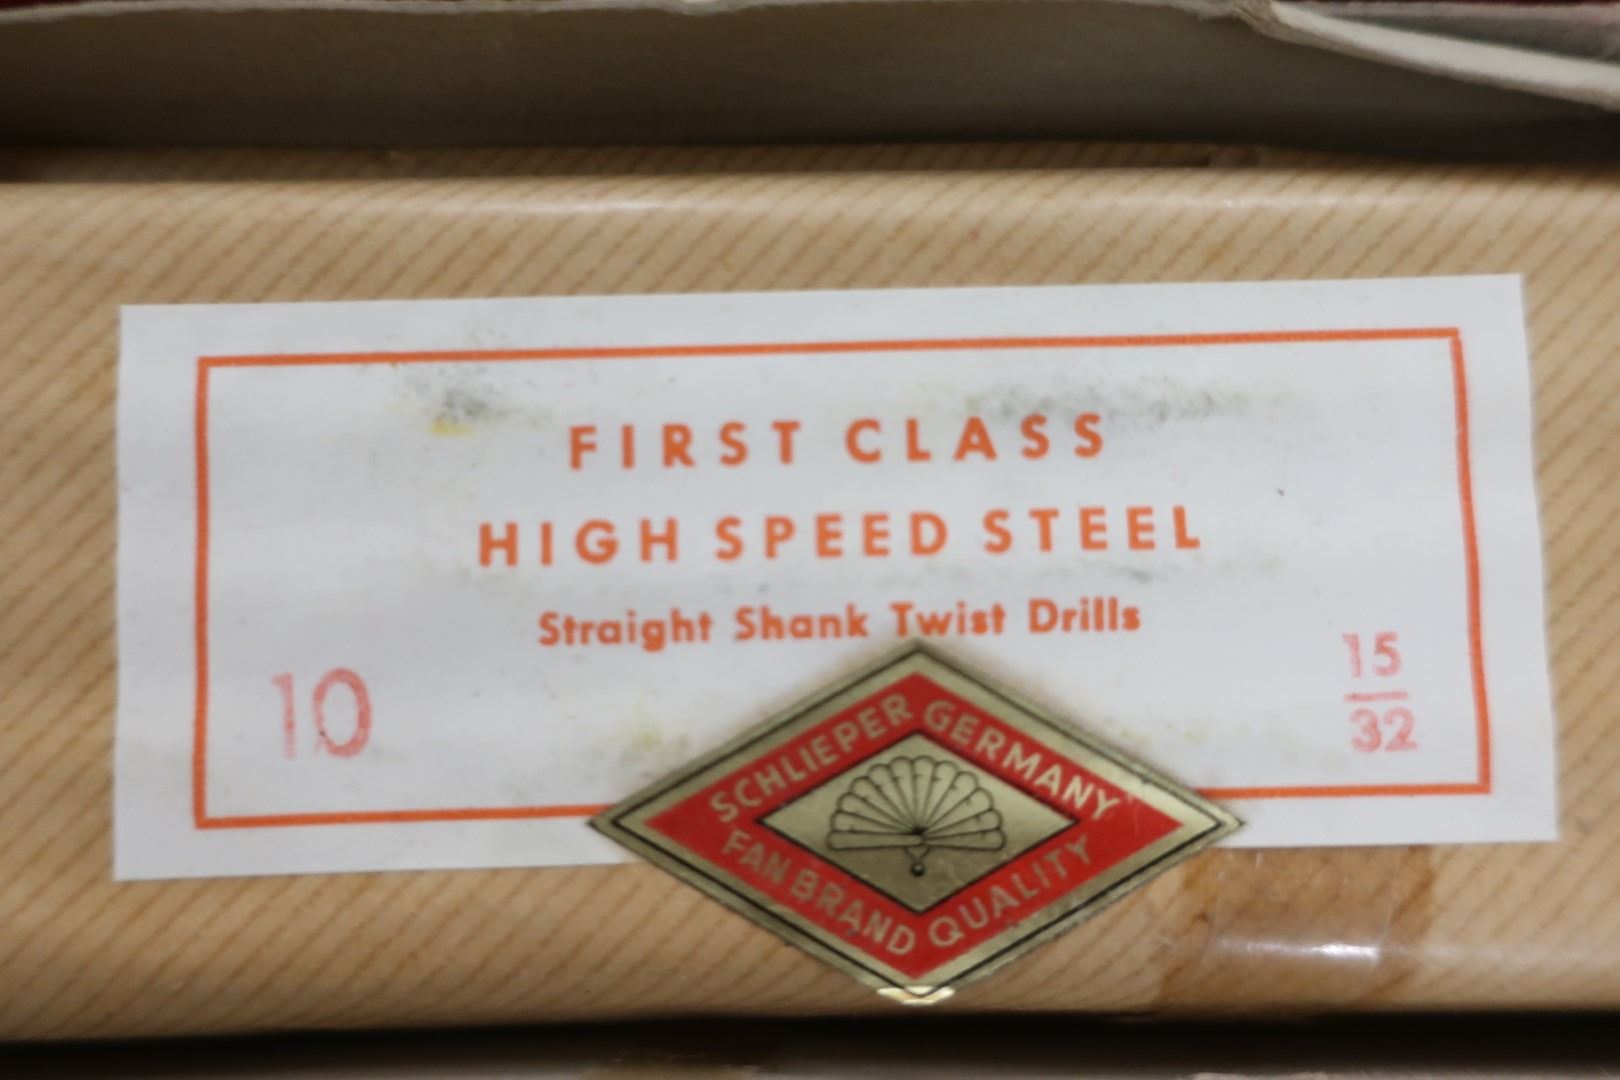 FIRST CLASS
HIGH SPEED STEEL
Straight Shank Twist Drills
10
15
32
SCHLIEPER GERMANY
FAN BRAND QUALITY